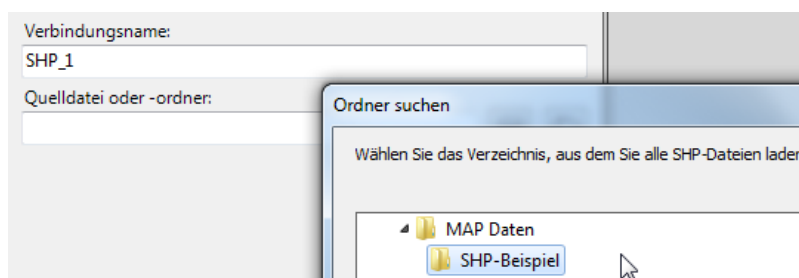 Verbindungsname:
SHP_1
Quelldatei oder -ordner:
Ordner suchen
Wählen Sie das Verzeichnis, aus dem Sie alle SHP-Dateien laden
MAP Daten
SHP-Beispiel